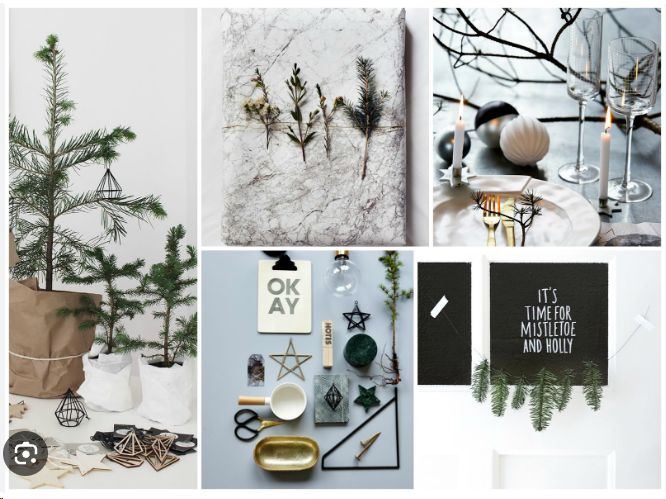 OK
AY
NOTES
IT'S
TIME FOR
MISTLETOE
AND HOLLY